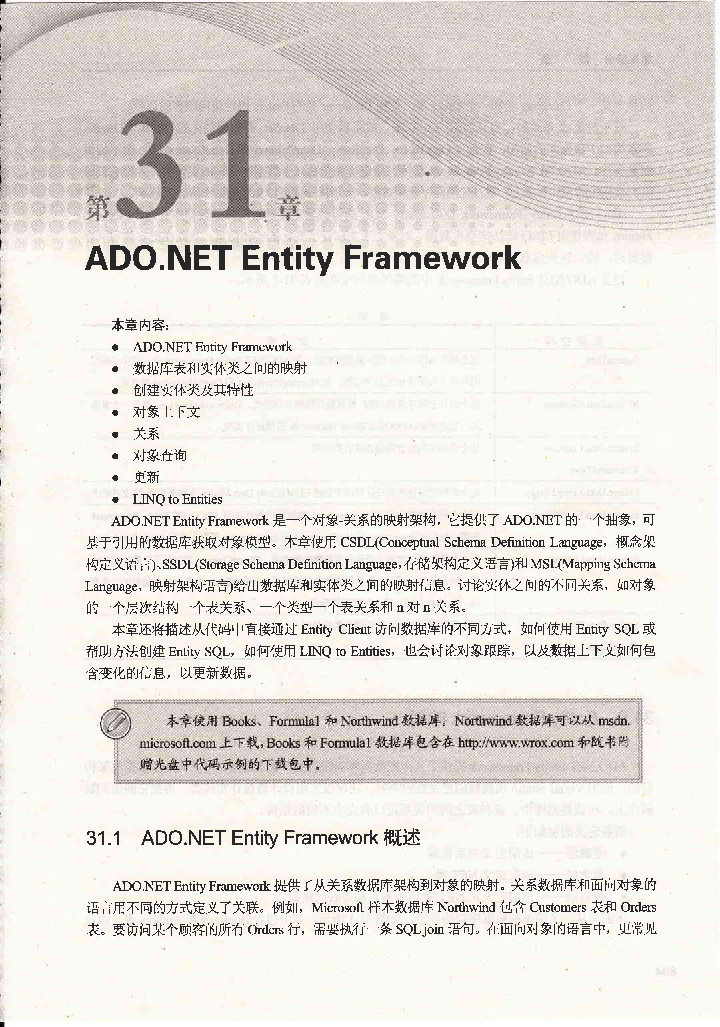 第31章
ADO.NET Entity Framework
本章内容：
● ADO.NET Entity Framework
● 数据库表和实体类之间的映射
● 创建实体类及其特性
● 对象上下文
● 关系
● 对象查询
● 更新
● LINQ to Entities
ADO.NET Entity Framework 是一个对象-关系的映射架构，它提供了 ADO.NET 的一个抽象，可
基于引用的数据库获取对象模型。本章使用 CSDL(Conceptual Schema Definition Language，概念架
构定义语言)、SSDL(Storage Schema Definition Language，存储架构定义语言)和 MSL(Mapping Schema
Language，映射架构语言)给出数据库和实体类之间的映射信息。讨论实体之间的不同关系，如对象
的一个层次结构一个表关系、一个类型一个表关系和 n 对 n 关系。
本章还将描述从代码中直接通过 Entity Client 访问数据库的不同方式，如何使用 Entity SQL 或
帮助方法创建 Entity SQL，如何使用 LINQ to Entities，也会讨论对象跟踪，以及数据上下文如何包
含变化的信息，以更新数据。
本章使用 Books、Formula1 和 Northwind 数据库。Northwind 数据库可以从 msdn.
microsoft.com 上下载，Books 和 Formula1 数据库包含在 http://www.wrox.com 和随书附
赠光盘中代码示例的下载包中。
31.1 ADO.NET Entity Framework 概述
ADO.NET Entity Framework 提供了从关系数据库架构到对象的映射。关系数据库和面向对象的
语言用不同的方式定义了关联。例如，Microsoft 样本数据库 Northwind 包含 Customers 表和 Orders
表。要访问某个顾客的所有 Orders 行，需要执行一条 SQL join 语句。在面向对象的语言中，更常见